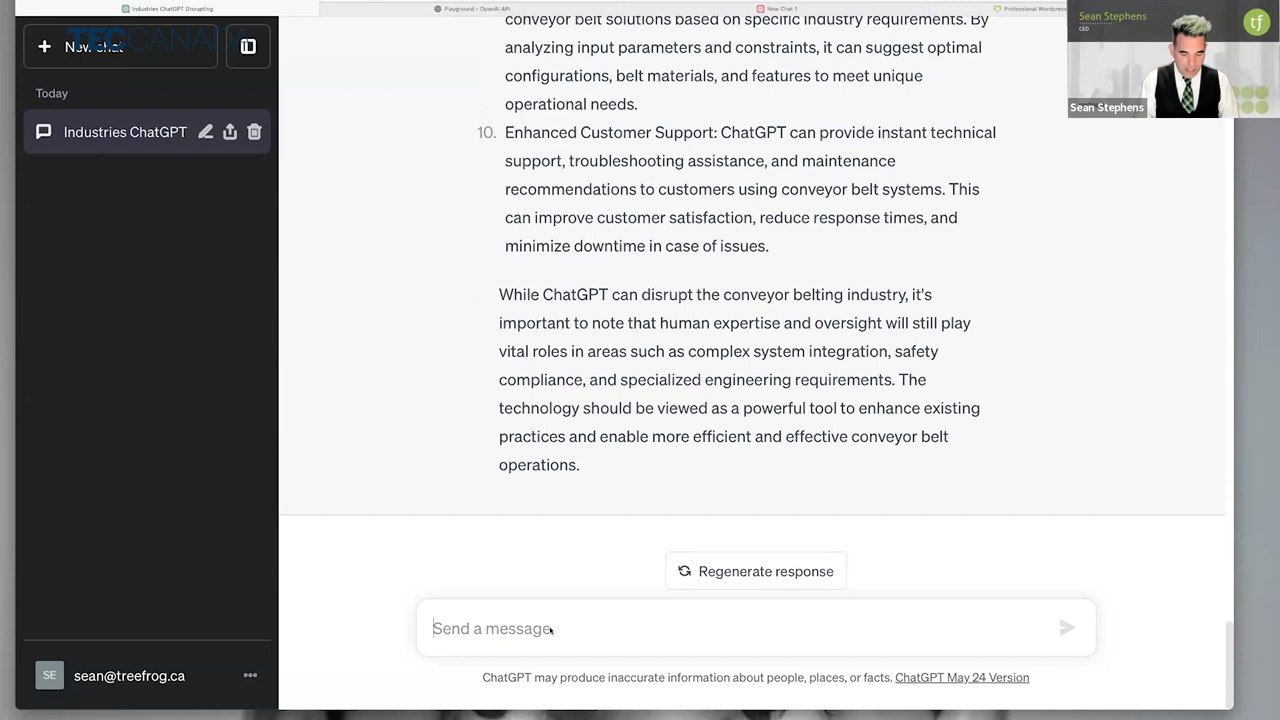 Industries ChatGPT Disrupting
Playground - OpenAI API
New Chat 1
Professional Wordpress
New chat
TECCANADA
Today
Industries ChatGPT
SE
sean@treefrog.ca
conveyor belt solutions based on specific industry requirements. By
analyzing input parameters and constraints, it can suggest optimal
configurations, belt materials, and features to meet unique
operational needs.
10. Enhanced Customer Support: ChatGPT can provide instant technical
support, troubleshooting assistance, and maintenance
recommendations to customers using conveyor belt systems. This
can improve customer satisfaction, reduce response times, and
minimize downtime in case of issues.
While ChatGPT can disrupt the conveyor belting industry, it's
important to note that human expertise and oversight will still play
vital roles in areas such as complex system integration, safety
compliance, and specialized engineering requirements. The
technology should be viewed as a powerful tool to enhance existing
practices and enable more efficient and effective conveyor belt
operations.
Regenerate response
Send a message
ChatGPT may produce inaccurate information about people, places, or facts. ChatGPT May 24 Version
Sean Stephens
CEO
tf
Sean Stephens